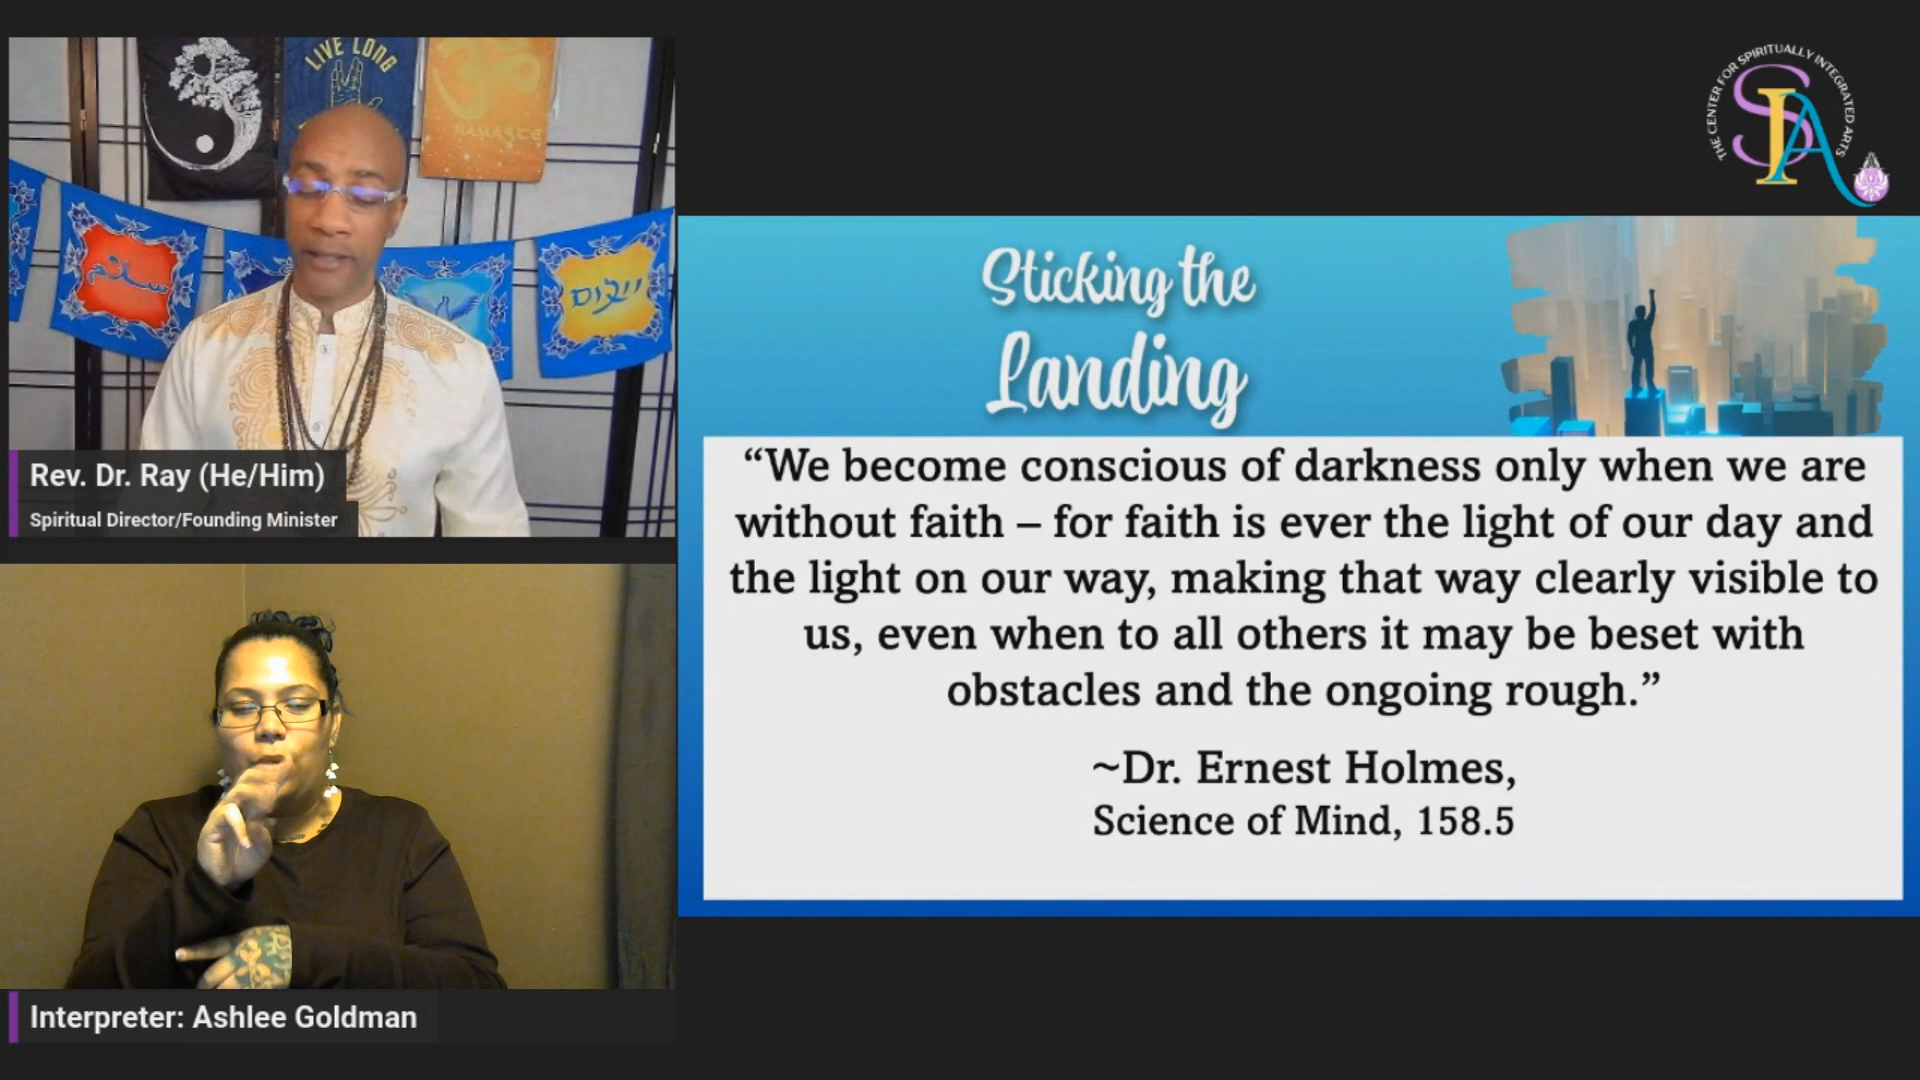 LIVE LONG
NAMASTE
سلام
Rev. Dr. Ray (He/Him)
Spiritual Director/Founding Minister
Interpreter: Ashlee Goldman
THE CENTER FOR SPIRITUALLY INTEGRATED ARTS
SIA
Sticking the
Landing
“We become conscious of darkness only when we are
without faith – for faith is ever the light of our day and
the light on our way, making that way clearly visible to
us, even when to all others it may be beset with
obstacles and the ongoing rough.”
~Dr. Ernest Holmes,
Science of Mind, 158.5